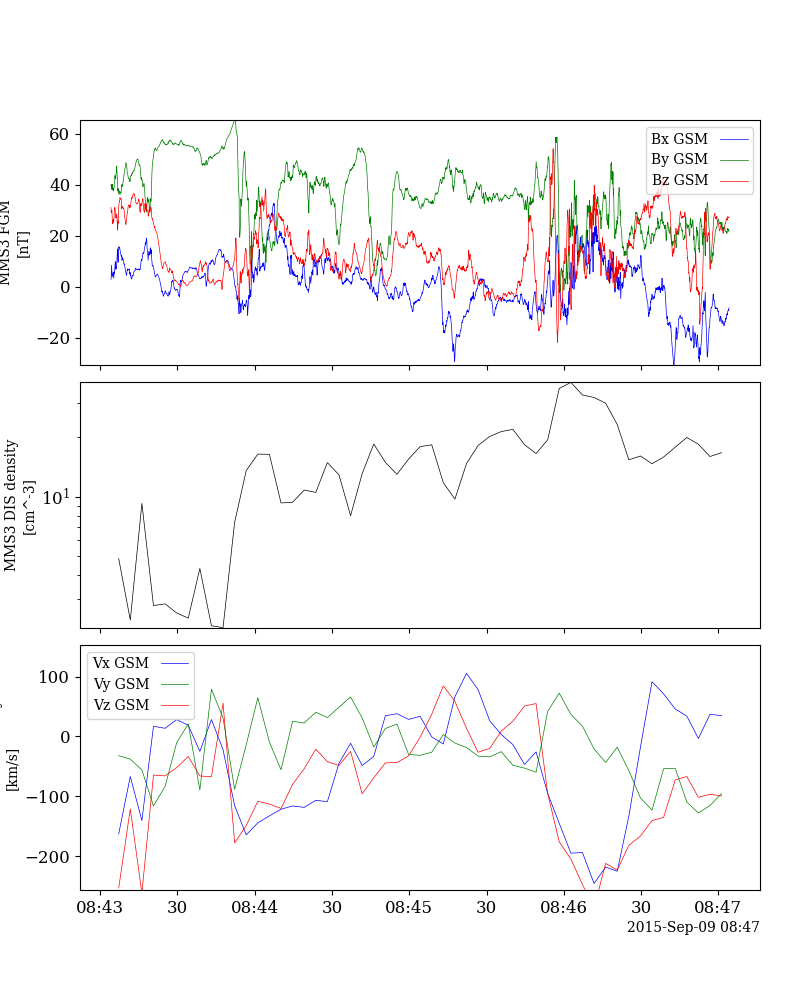 60
40
20
0
−20
MMS3 FGM
[nT]
Bx GSM
By GSM
Bz GSM
10^1
MMS3 DIS density
[cm^-3]
100
0
−100
−200
[km/s]
Vx GSM
Vy GSM
Vz GSM
08:43 30 08:44 30 08:45 30 08:46 30 08:47
2015-Sep-09 08:47